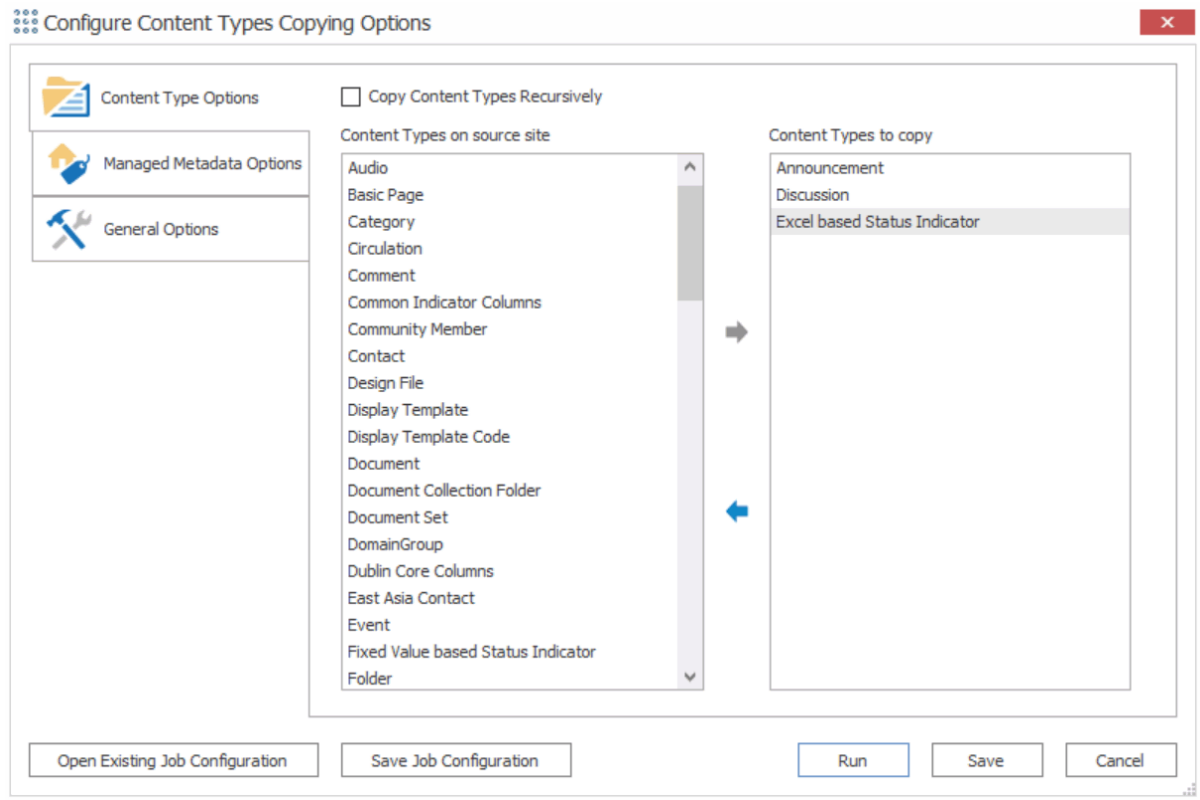 Configure Content Types Copying Options
Content Type Options
Managed Metadata Options
General Options
Copy Content Types Recursively
Content Types on source site
Audio
Basic Page
Category
Circulation
Comment
Common Indicator Columns
Community Member
Contact
Design File
Display Template
Display Template Code
Document
Document Collection Folder
Document Set
DomainGroup
Dublin Core Columns
East Asia Contact
Event
Fixed Value based Status Indicator
Folder
Content Types to copy
Announcement
Discussion
Excel based Status Indicator
Open Existing Job Configuration
Save Job Configuration
Run
Save
Cancel